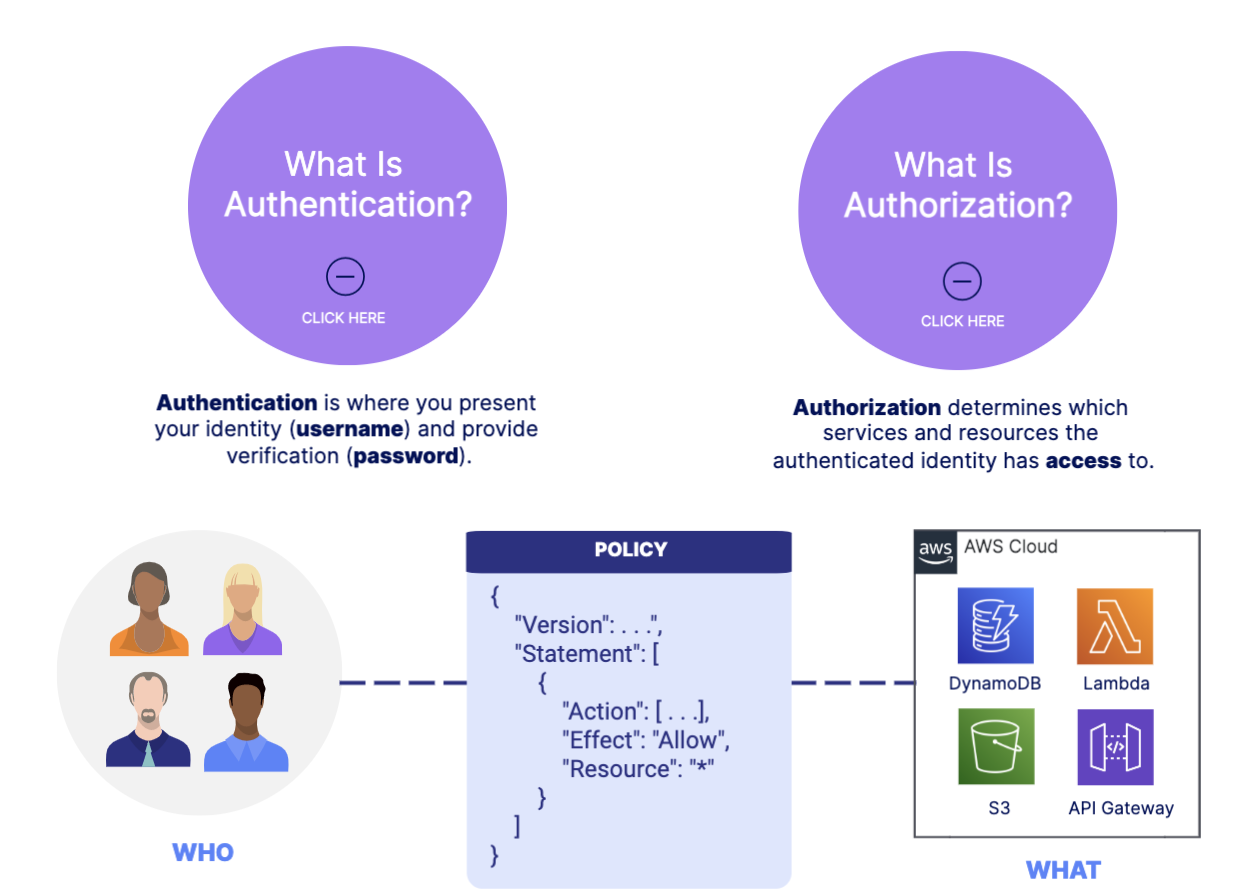 What Is
Authentication?
CLICK HERE
Authentication is where you present
your identity (username) and provide
verification (password).
What Is
Authorization?
CLICK HERE
Authorization determines which
services and resources the
authenticated identity has access to.
WHO
POLICY
{
"Version": . . .",
"Statement": [
{
"Action": [ . . .],
"Effect": "Allow",
"Resource": "*"
}
]
}
aws
AWS Cloud
DynamoDB
Lambda
</>
S3
API Gateway
WHAT